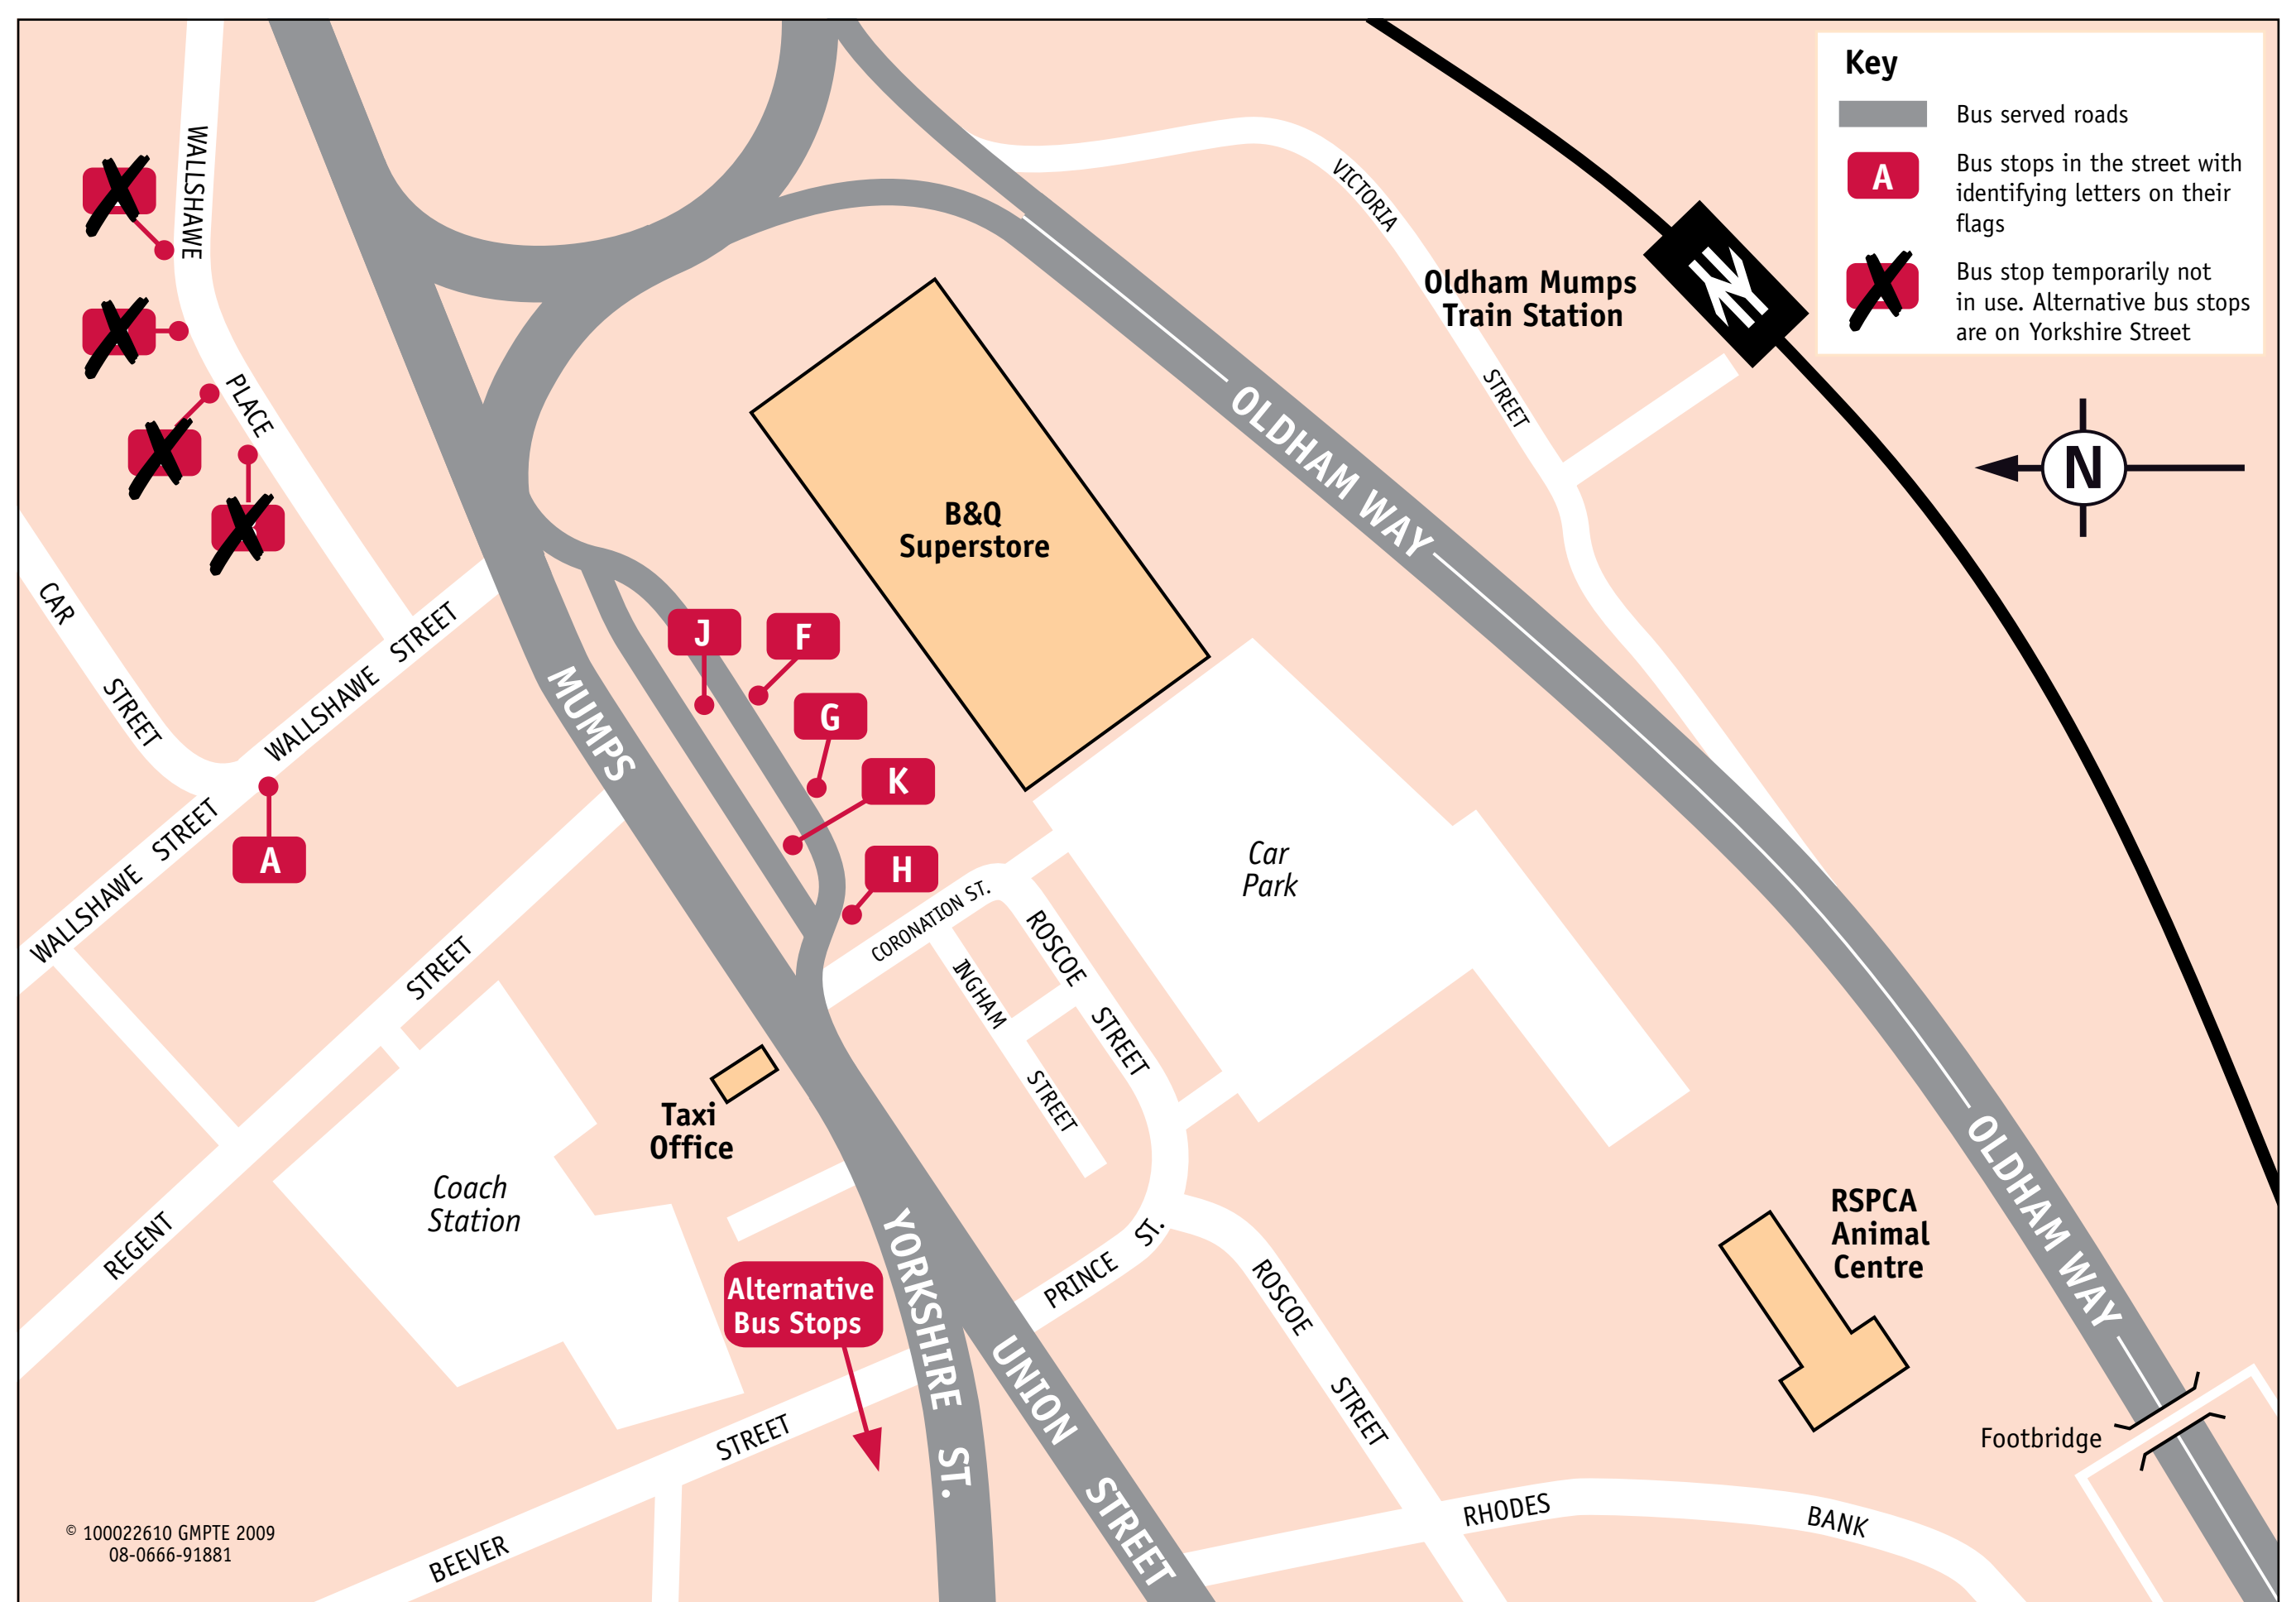 Key
Bus served roads
A
Bus stops in the street with
identifying letters on their
flags
Bus stop temporarily not
in use. Alternative bus stops
are on Yorkshire Street
N
WALLSHAWE
PLACE
VICTORIA
STREET
Oldham Mumps
Train Station
OLDHAM WAY
B&Q
Superstore
CAR
STREET
WALLSHAWE STREET
WALLSHAWE STREET
A
MUMPS
J
F
G
K
H
Car
Park
CORONATION ST.
INGHAM
STREET
ROSCOE
STREET
REGENT
STREET
Coach
Station
Taxi
Office
Alternative
Bus Stops
YORKSHIRE ST.
UNION STREET
PRINCE ST.
ROSCOE
STREET
RSPCA
Animal
Centre
OLDHAM WAY
Footbridge
RHODES
BANK
BEEVER
STREET
© 100022610 GMPTE 2009
08-0666-91881